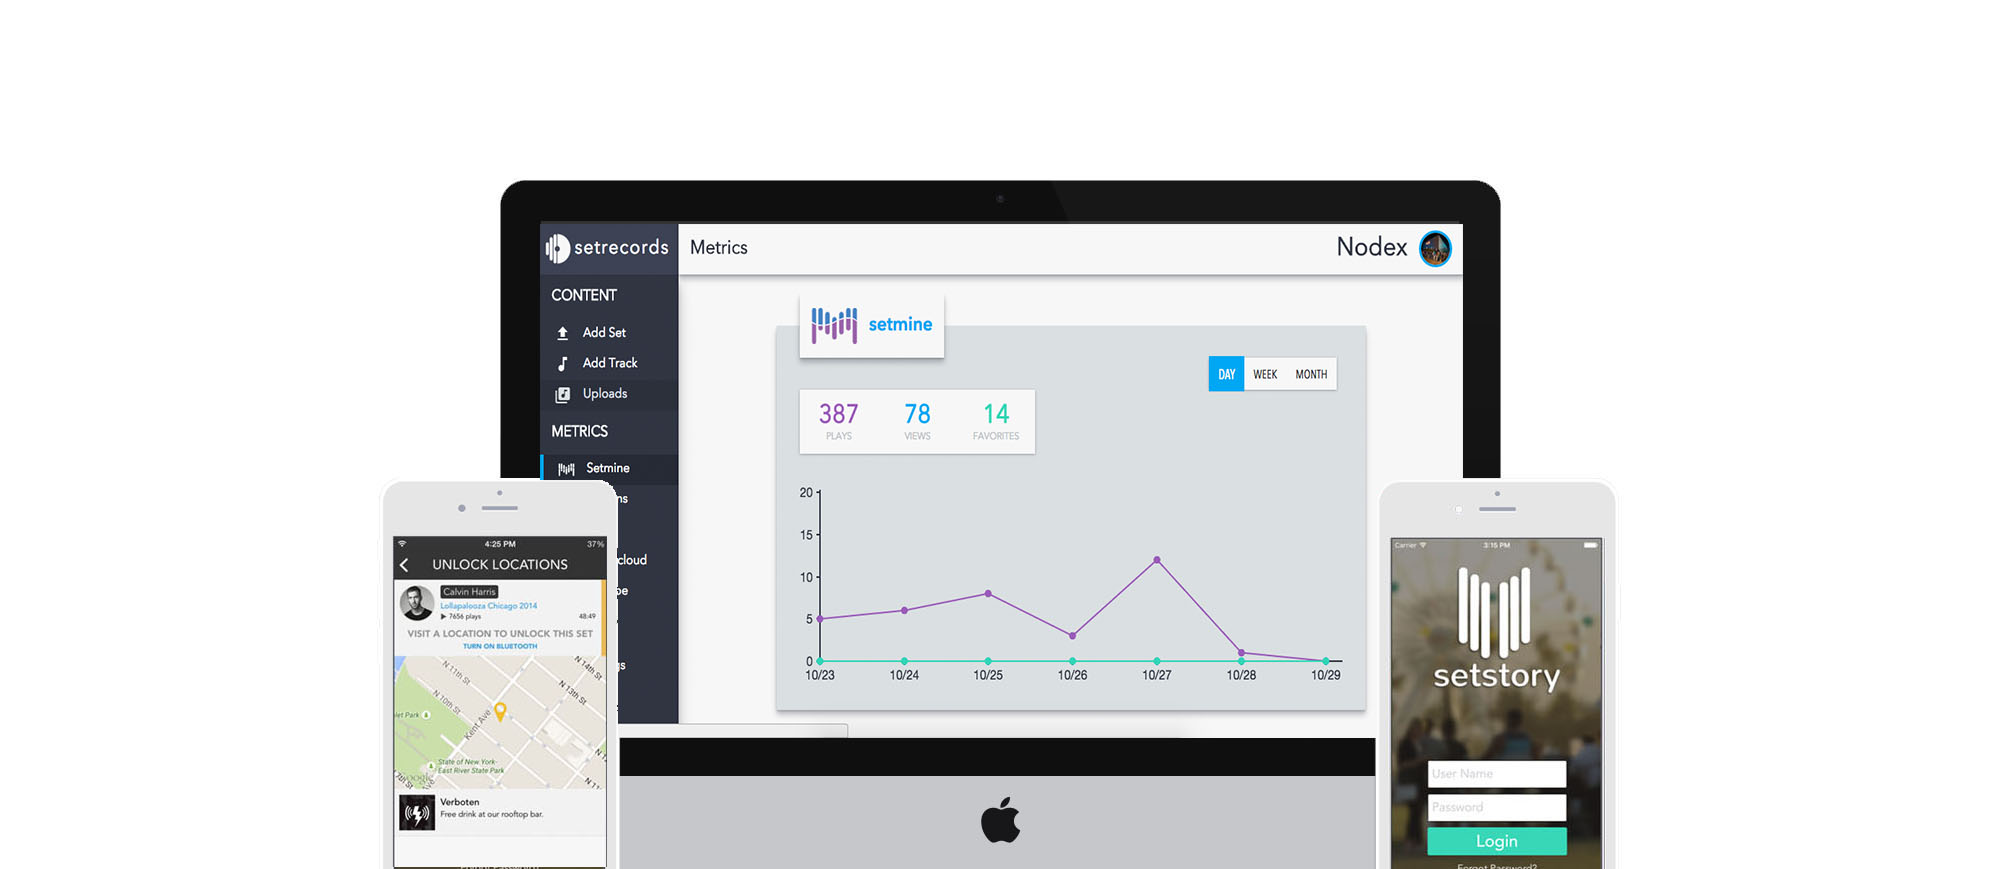 setrecords
Metrics
Nodex
CONTENT
Add Set
Add Track
Uploads
METRICS
Setmine
setmine
DAY WEEK MONTH
387 78 14
PLAYS VIEWS FAVORITES
20
15
10
5
0
10/23 10/24 10/25 10/26 10/27 10/28 10/29
4:25 PM 37%
UNLOCK LOCATIONS
Calvin Harris
Lollapalooza Chicago 2014
7656 plays 48:49
VISIT A LOCATION TO UNLOCK THIS SET
TURN ON BLUETOOTH
N 11th St
N 14th St
N 13th St
N 12th St
Kent Ave
State of New York-
East River State Park
Google
Verboten
Free drink at our rooftop bar.
Carrier 3:15 PM
setstory
User Name
Password
Login
Forgot Password?